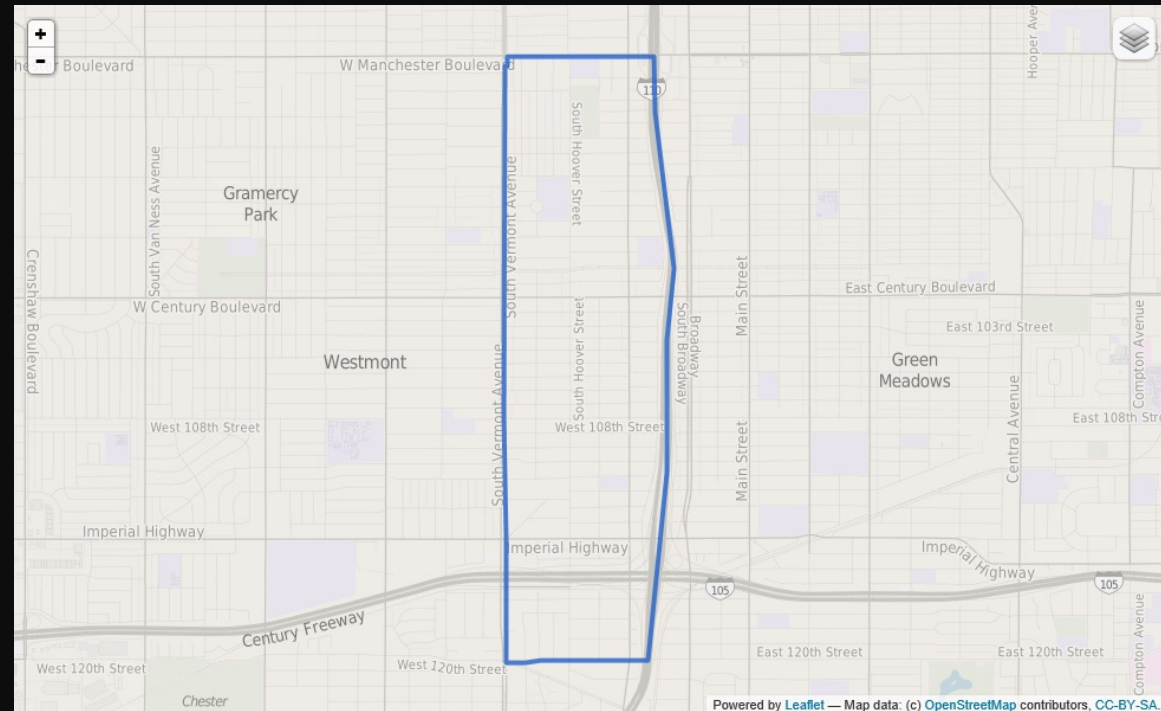 +
-
Hooper Ave
110
W Manchester Boulevard
South Hoover Street
South Vermont Avenue
South Van Ness Avenue
Gramercy
Park
Crenshaw Boulevard
W Century Boulevard
East Century Boulevard
Main Street
Broadway
South Broadway
East 103rd Street
Compton Avenue
Westmont
South Hoover Street
South Vermont Avenue
Green
Meadows
West 108th Street
West 108th Street
East 108th Str
Main Street
Central Avenue
Imperial Highway
Imperial Highway
Imperial Highway
105
105
Century Freeway
West 120th Street
West 120th Street
East 120th Street
East 120th Street
Compton Avenue
Chester
Powered by Leaflet — Map data: (c) OpenStreetMap contributors, CC-BY-SA.